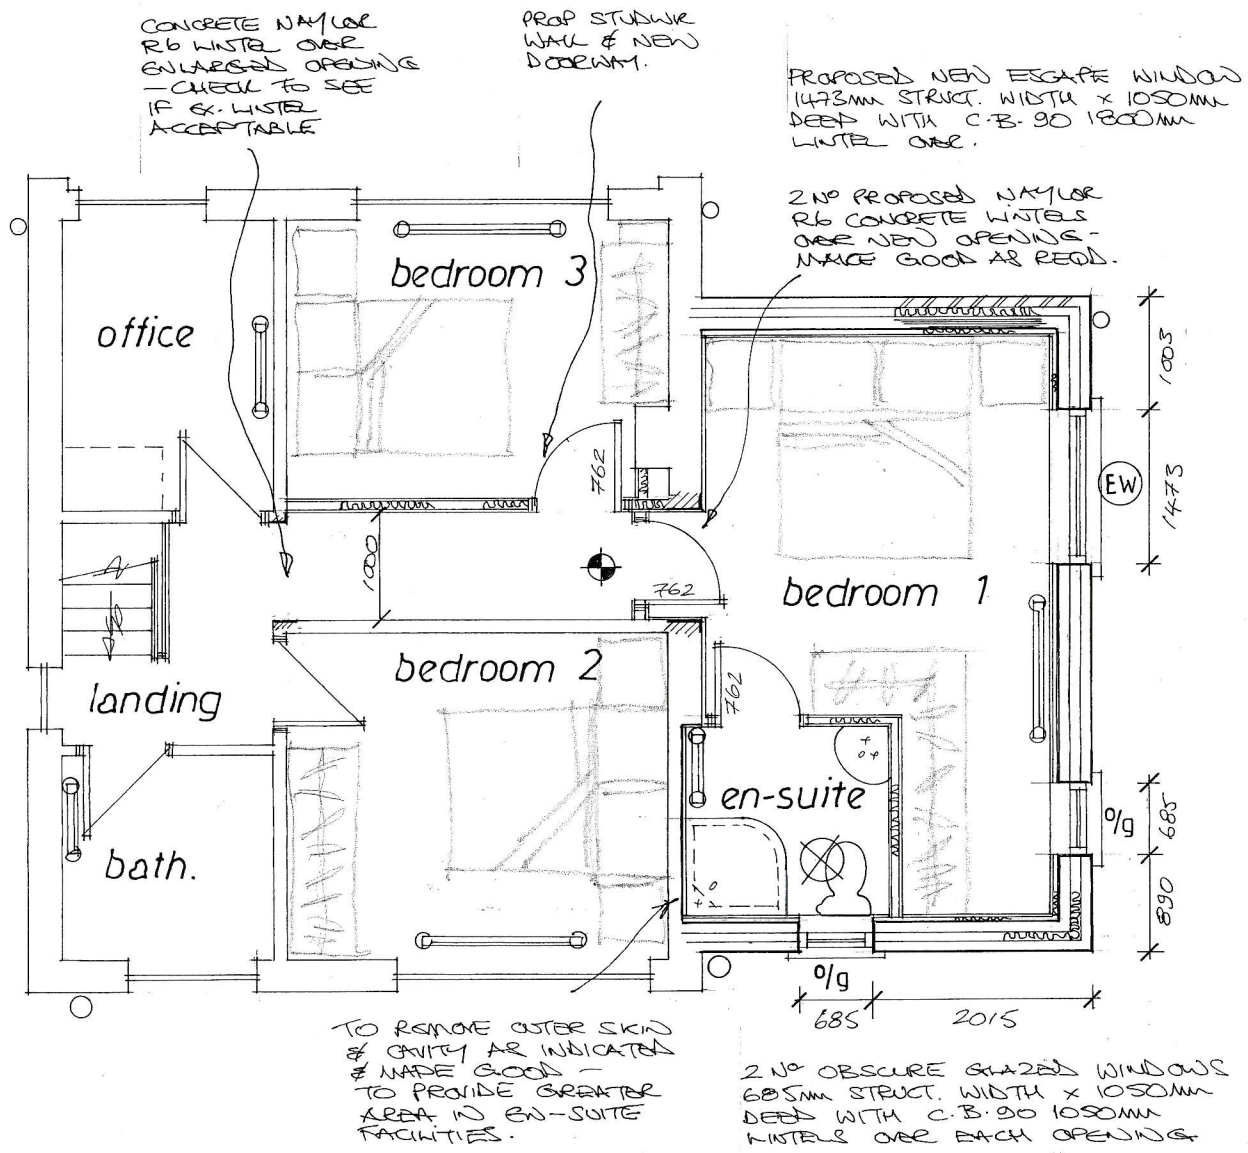 CONCRETE NAYLOR
R6 LINTEL OVER
ENLARGED OPENING
- CHECK TO SEE
IF EX. LINTEL
ACCEPTABLE
PROP STUDWK
WALL & NEW
DOORWAY.
PROPOSED NEW ESCAPE WINDOW
1473mm STRUCT. WIDTH x 1050mm
DEEP WITH C.B. 90 1800mm
LINTEL OVER.
2 No PROPOSED NAYLOR
R6 CONCRETE LINTELS
OVER NEW OPENING -
MAKE GOOD AS REQD.
bedroom 3
office
1003
762
EW
1473
1000
762
bedroom 1
bedroom 2
762
landing
en-suite
o/g
685
bath.
890
o/g
685
2015
TO REMOVE OUTER SKIN
& CAVITY AS INDICATED
& MADE GOOD -
TO PROVIDE GREATER
AREA IN EN-SUITE
FACILITIES.
2 No OBSCURE GLAZED WINDOWS
685mm STRUCT. WIDTH x 1050mm
DEEP WITH C.B. 90 1050mm
LINTELS OVER EACH OPENING